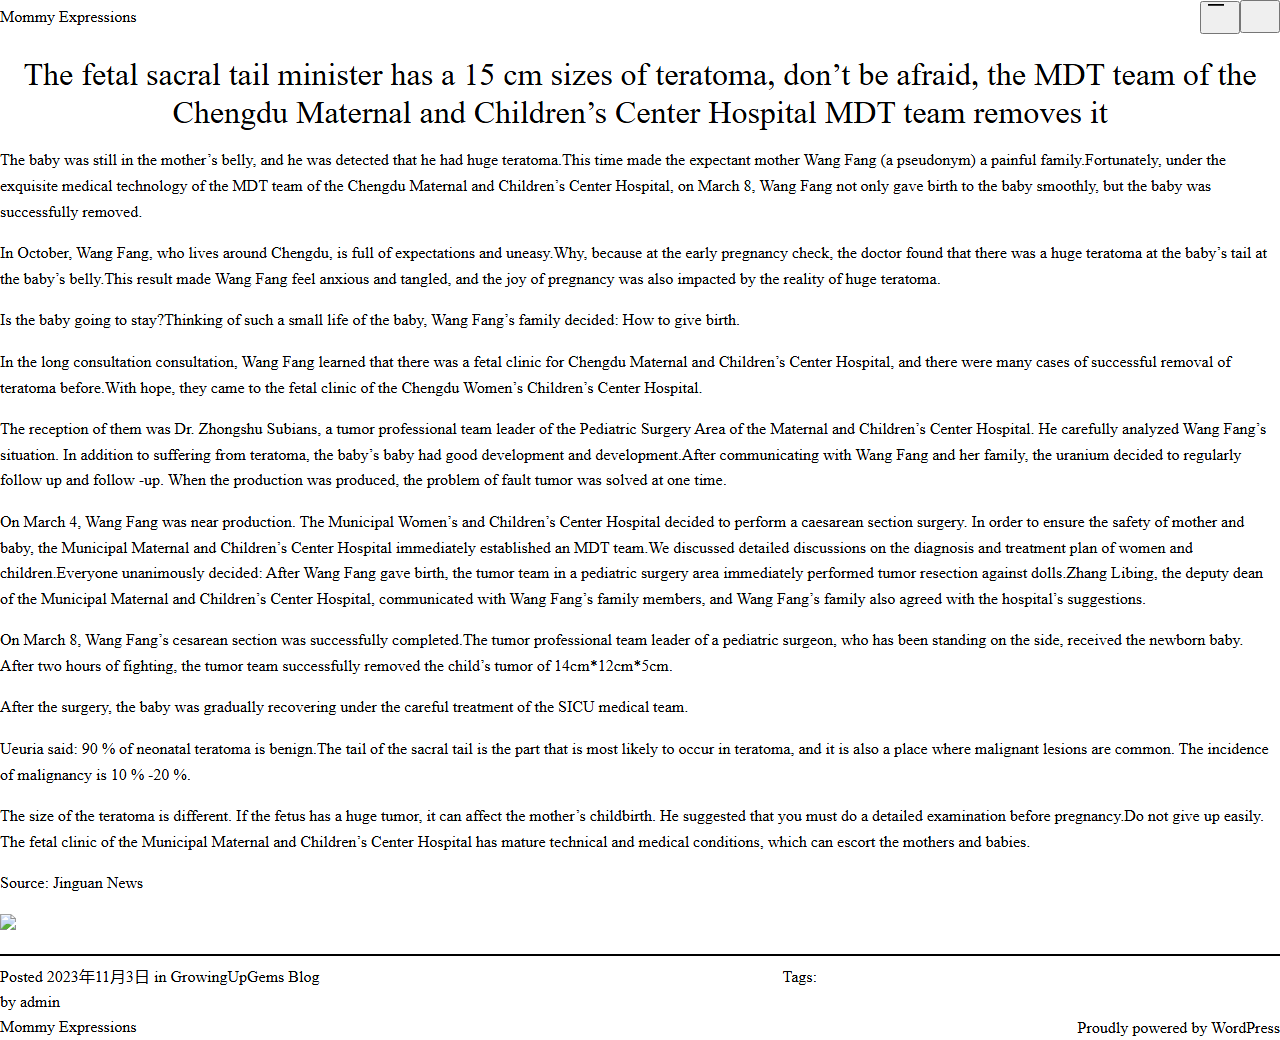 Mommy Expressions
The fetal sacral tail minister has a 15 cm sizes of teratoma, don’t be afraid, the MDT team of the
Chengdu Maternal and Children’s Center Hospital MDT team removes it
The baby was still in the mother’s belly, and he was detected that he had huge teratoma.This time made the expectant mother Wang Fang (a pseudonym) a painful family.Fortunately, under the
exquisite medical technology of the MDT team of the Chengdu Maternal and Children’s Center Hospital, on March 8, Wang Fang not only gave birth to the baby smoothly, but the baby was
successfully removed.
In October, Wang Fang, who lives around Chengdu, is full of expectations and uneasy.Why, because at the early pregnancy check, the doctor found that there was a huge teratoma at the baby’s tail at
the baby’s belly.This result made Wang Fang feel anxious and tangled, and the joy of pregnancy was also impacted by the reality of huge teratoma.
Is the baby going to stay?Thinking of such a small life of the baby, Wang Fang’s family decided: How to give birth.
In the long consultation consultation, Wang Fang learned that there was a fetal clinic for Chengdu Maternal and Children’s Center Hospital, and there were many cases of successful removal of
teratoma before.With hope, they came to the fetal clinic of the Chengdu Women’s Children’s Center Hospital.
The reception of them was Dr. Zhongshu Subians, a tumor professional team leader of the Pediatric Surgery Area of the Maternal and Children’s Center Hospital. He carefully analyzed Wang Fang’s
situation. In addition to suffering from teratoma, the baby’s baby had good development and development.After communicating with Wang Fang and her family, the uranium decided to regularly
follow up and follow -up. When the production was produced, the problem of fault tumor was solved at one time.
On March 4, Wang Fang was near production. The Municipal Women’s and Children’s Center Hospital decided to perform a caesarean section surgery. In order to ensure the safety of mother and
baby, the Municipal Maternal and Children’s Center Hospital immediately established an MDT team.We discussed detailed discussions on the diagnosis and treatment plan of women and
children.Everyone unanimously decided: After Wang Fang gave birth, the tumor team in a pediatric surgery area immediately performed tumor resection against dolls.Zhang Libing, the deputy dean
of the Municipal Maternal and Children’s Center Hospital, communicated with Wang Fang’s family members, and Wang Fang’s family also agreed with the hospital’s suggestions.
On March 8, Wang Fang’s cesarean section was successfully completed.The tumor professional team leader of a pediatric surgeon, who has been standing on the side, received the newborn baby.
After two hours of fighting, the tumor team successfully removed the child’s tumor of 14cm*12cm*5cm.
After the surgery, the baby was gradually recovering under the careful treatment of the SICU medical team.
Ueuria said: 90 % of neonatal teratoma is benign.The tail of the sacral tail is the part that is most likely to occur in teratoma, and it is also a place where malignant lesions are common. The incidence
of malignancy is 10 % -20 %.
The size of the teratoma is different. If the fetus has a huge tumor, it can affect the mother’s childbirth. He suggested that you must do a detailed examination before pregnancy.Do not give up easily.
The fetal clinic of the Municipal Maternal and Children’s Center Hospital has mature technical and medical conditions, which can escort the mothers and babies.
Source: Jinguan News
Posted 2023年11月3日 in GrowingUpGems Blog
by admin
Tags:
Mommy Expressions
Proudly powered by WordPress